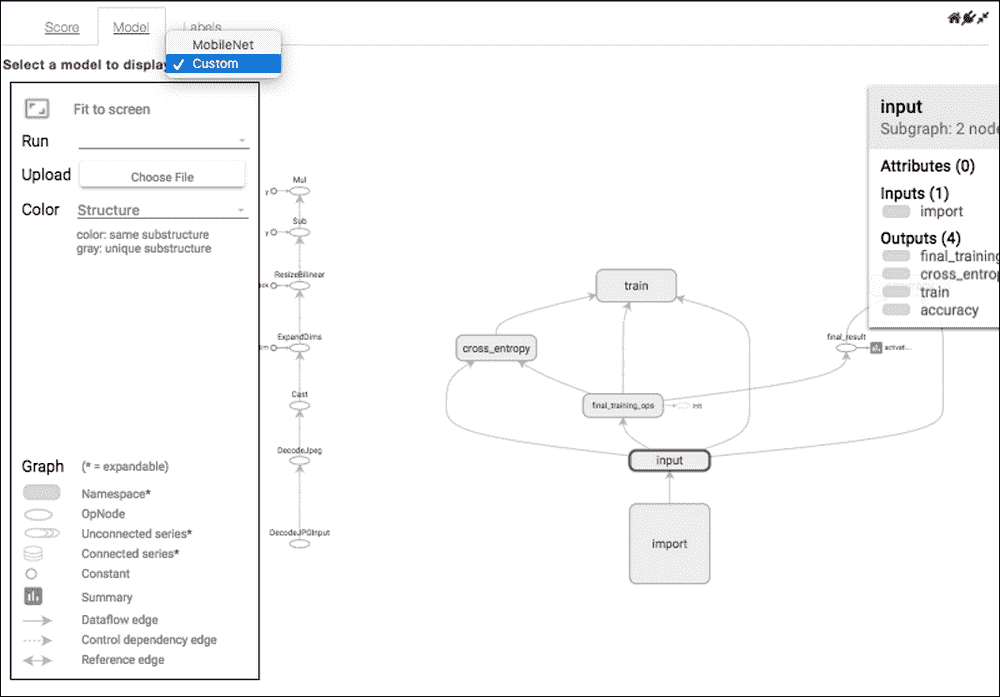 Score
Model
Labels
MobileNet
✓ Custom
Select a model to display
Fit to screen
Run
Upload
Choose File
Color
Structure
color: same substructure
gray: unique substructure
Graph
(* = expandable)
Namespace*
OpNode
Unconnected series*
Connected series*
Constant
Summary
Dataflow edge
Control dependency edge
Reference edge
Mul
y
Sub
y
ResizeBilinear
ExpandDims
Cast
DecodeJpeg
DecodeJPGInput
train
cross_entropy
final_training_ops
init
input
import
final_result
activati...
input
Subgraph: 2 node
Attributes (0)
Inputs (1)
import
Outputs (4)
final_training
cross_entrop
train
accuracy